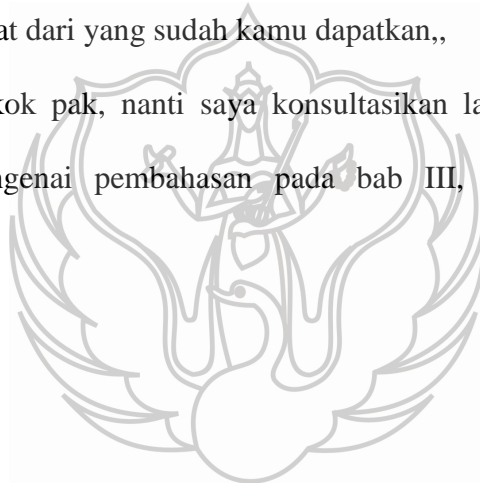 at dari yang sudah kamu dapatkan,,
kok pak, nanti saya konsultasikan la
ngenai pembahasan pada bab III,